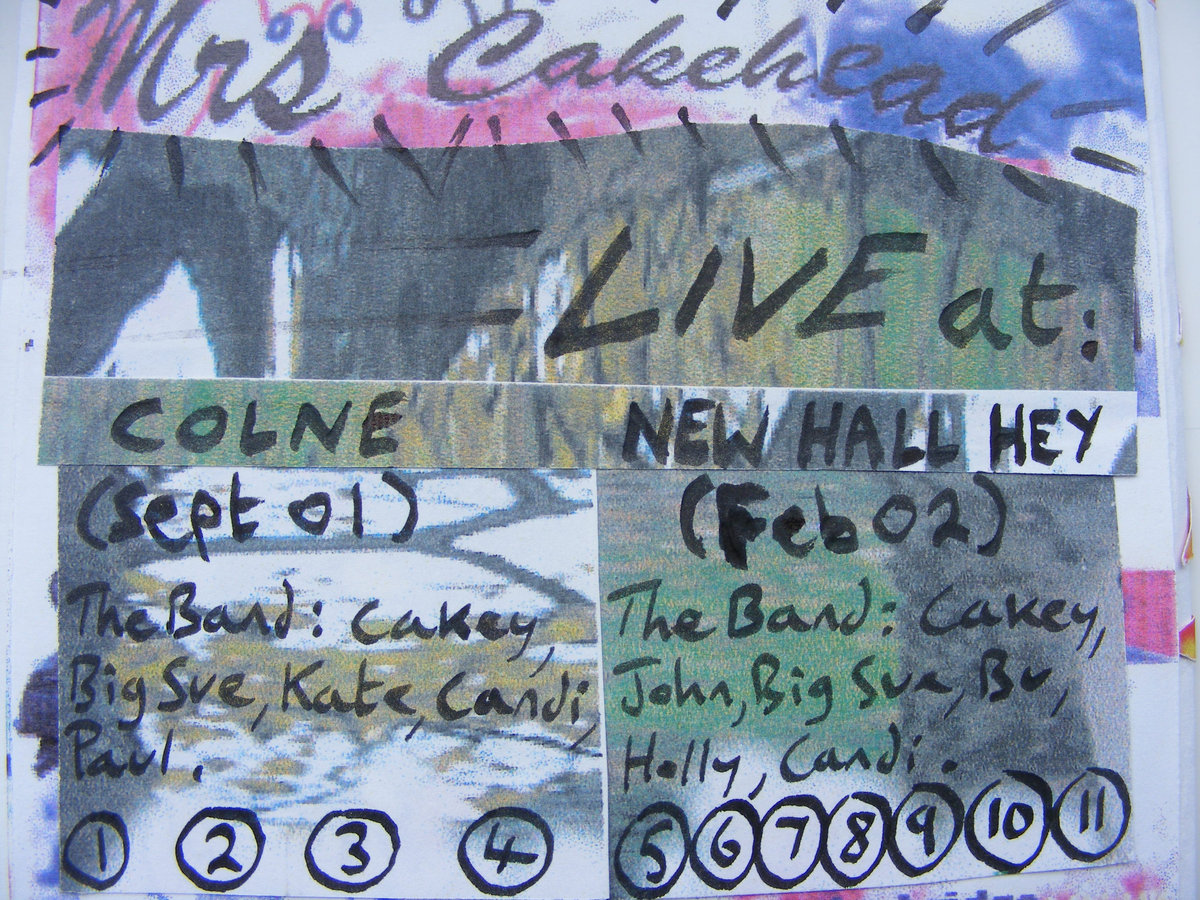 Mrs Cakehead
LIVE at:
COLNE
(Sept 01)
The Band: Cakey,
Big Sue, Kate, Candi,
Paul.
1 2 3 4
NEW HALL HEY
(Feb 02)
The Band: Cakey,
John, Big Sue, Bu,
Holly, Candi.
5 6 7 8 9 10 11